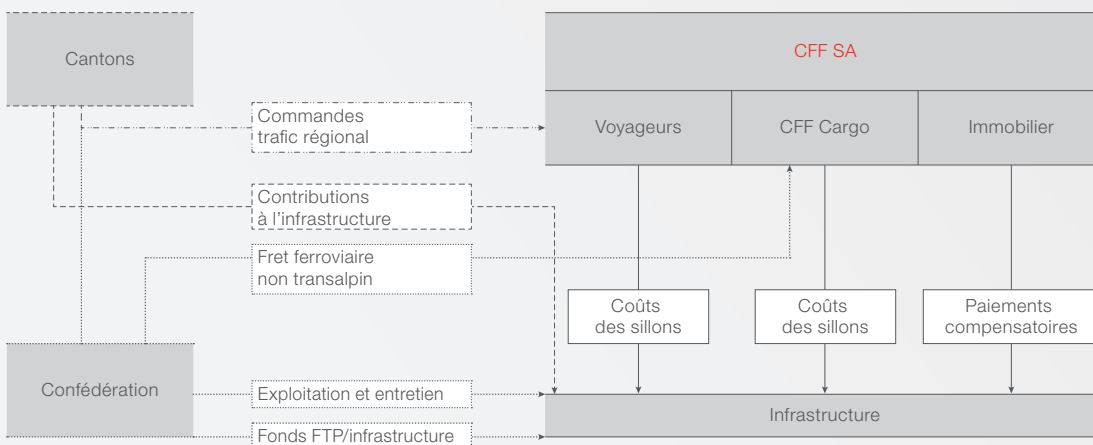 Cantons
CFF SA
Commandes
trafic régional
Voyageurs
CFF Cargo
Immobilier
Contributions
à l’infrastructure
Fret ferroviaire
non transalpin
Coûts
des sillons
Coûts
des sillons
Paiements
compensatoires
Confédération
Exploitation et entretien
Infrastructure
Fonds FTP/infrastructure